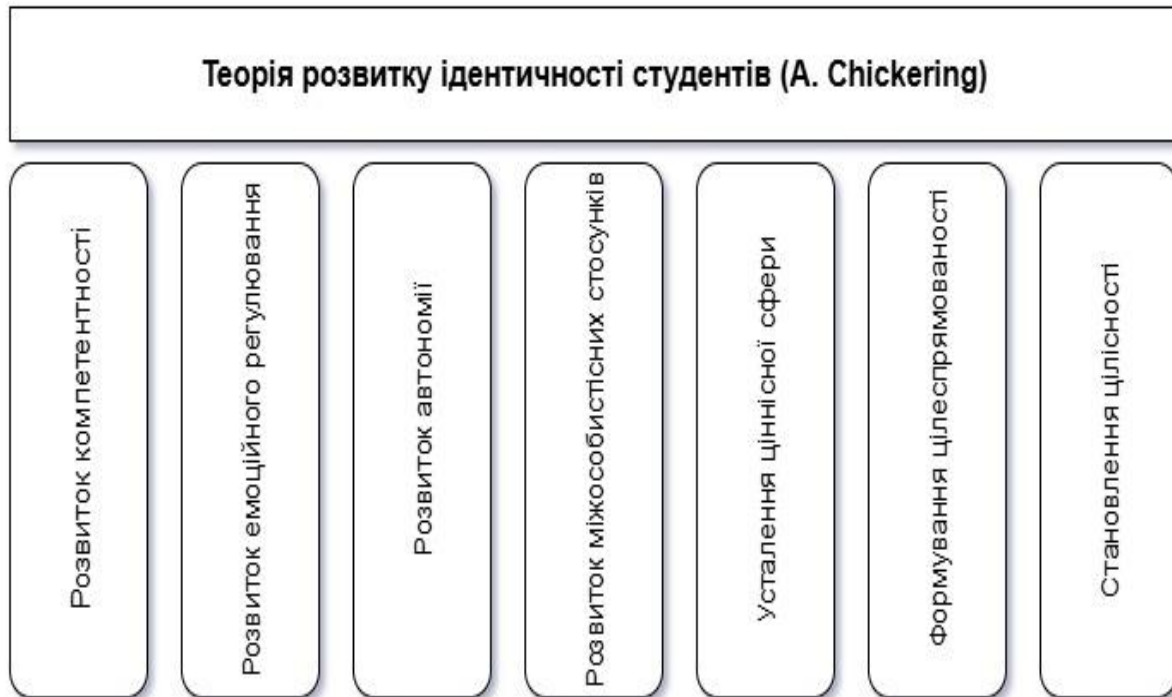 Теорія розвитку ідентичності студентів (A. Chickering)
Розвиток компетентності
Розвиток емоційного регулювання
Розвиток автономії
Розвиток міжособистісних стосунків
Усталення ціннісної сфери
Формування цілеспрямованості
Становлення цілісності